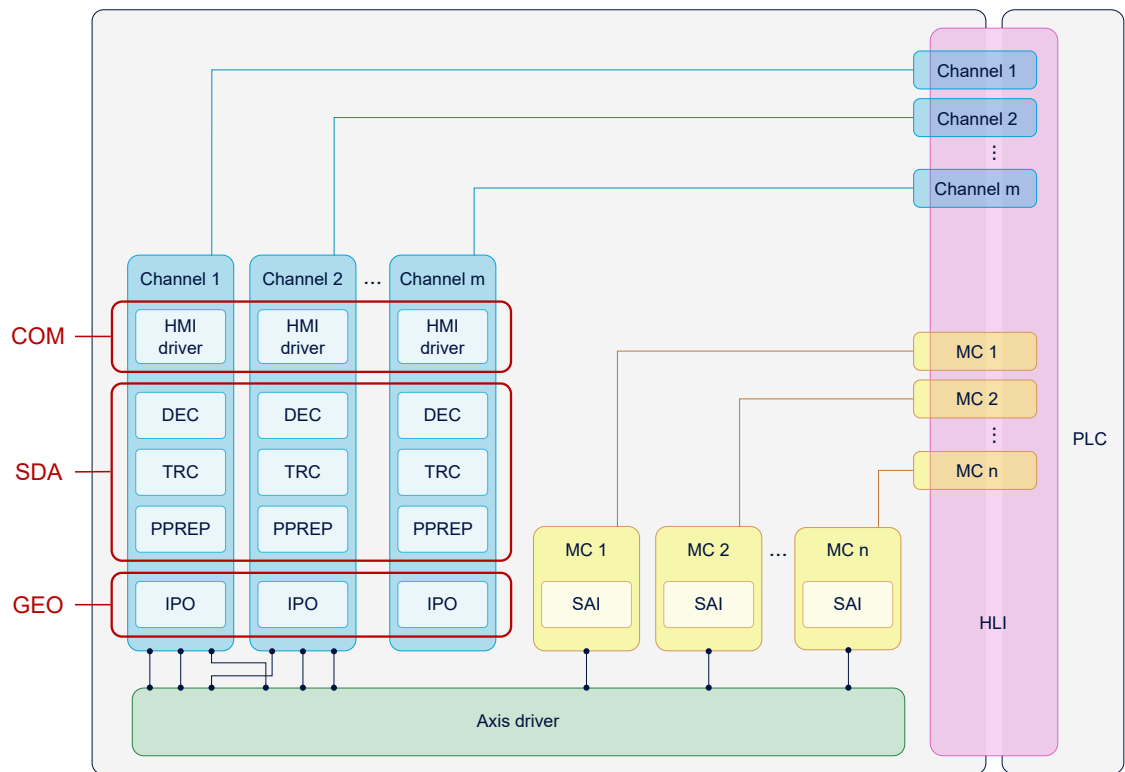 Channel 1
Channel 2
⋮
Channel m
Channel 1
Channel 2
...
Channel m
COM
HMI
driver
HMI
driver
HMI
driver
MC 1
MC 2
⋮
MC n
DEC
DEC
DEC
SDA
TRC
TRC
TRC
PPREP
PPREP
PPREP
PLC
MC 1
MC 2
...
MC n
GEO
IPO
IPO
IPO
SAI
SAI
SAI
HLI
Axis driver